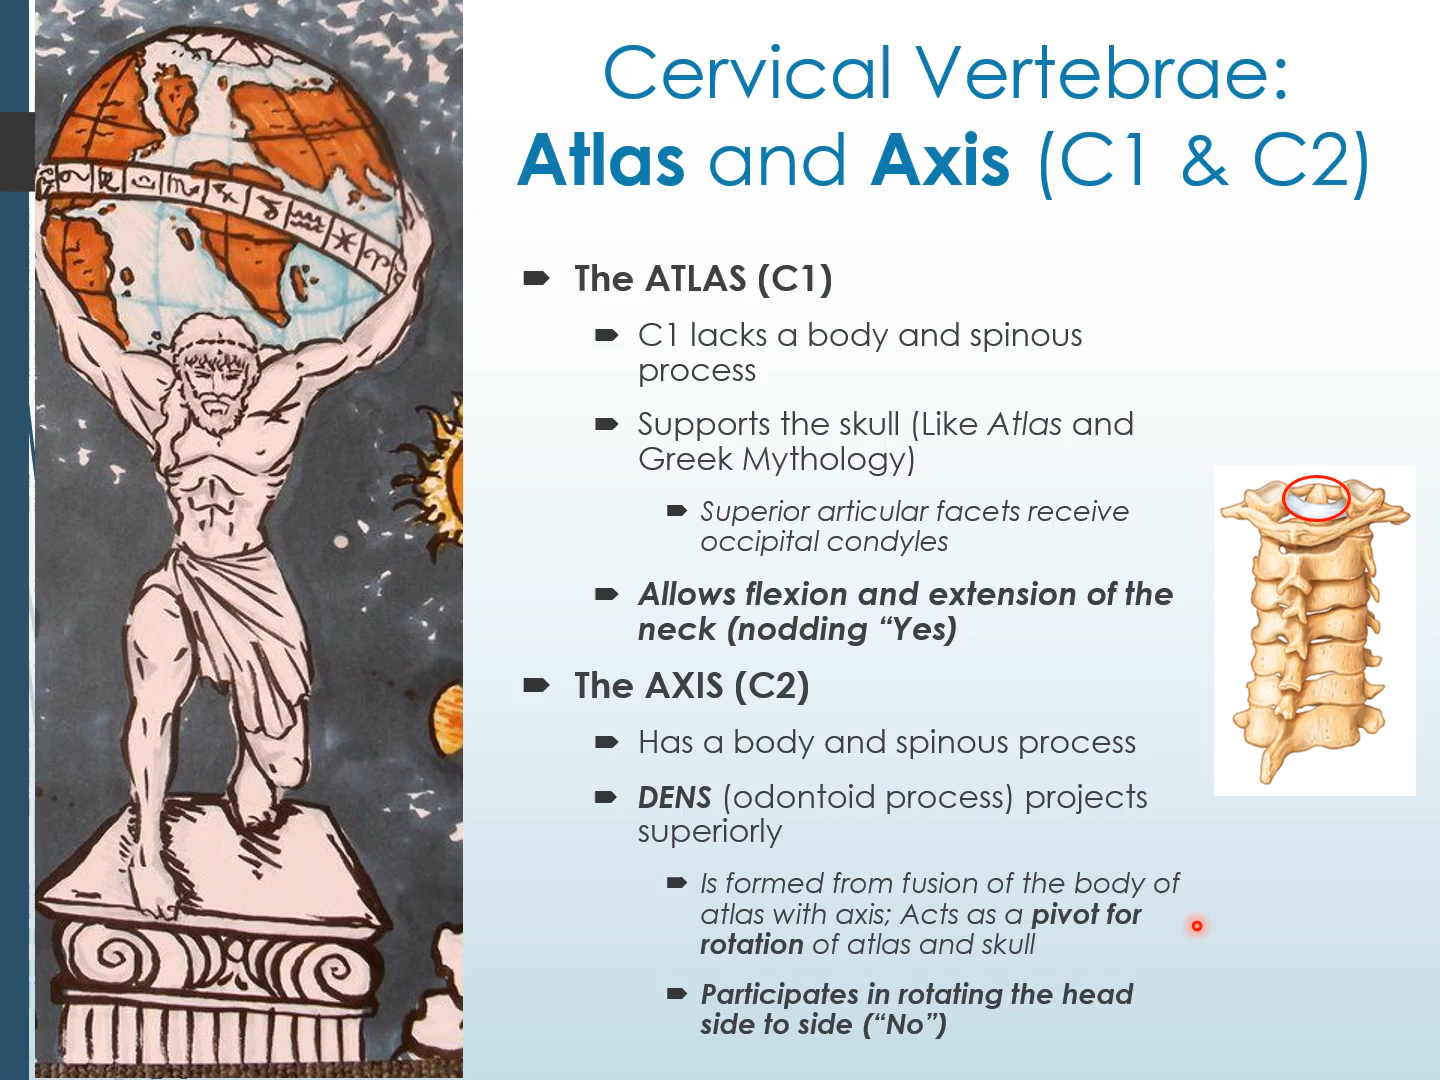 Cervical Vertebrae:
Atlas and Axis (C1 & C2)
The ATLAS (C1)
C1 lacks a body and spinous
process
Supports the skull (Like Atlas and
Greek Mythology)
Superior articular facets receive
occipital condyles
Allows flexion and extension of the
neck (nodding “Yes)
The AXIS (C2)
Has a body and spinous process
DENS (odontoid process) projects
superiorly
Is formed from fusion of the body of
atlas with axis; Acts as a pivot for
rotation of atlas and skull
Participates in rotating the head
side to side (“No”)